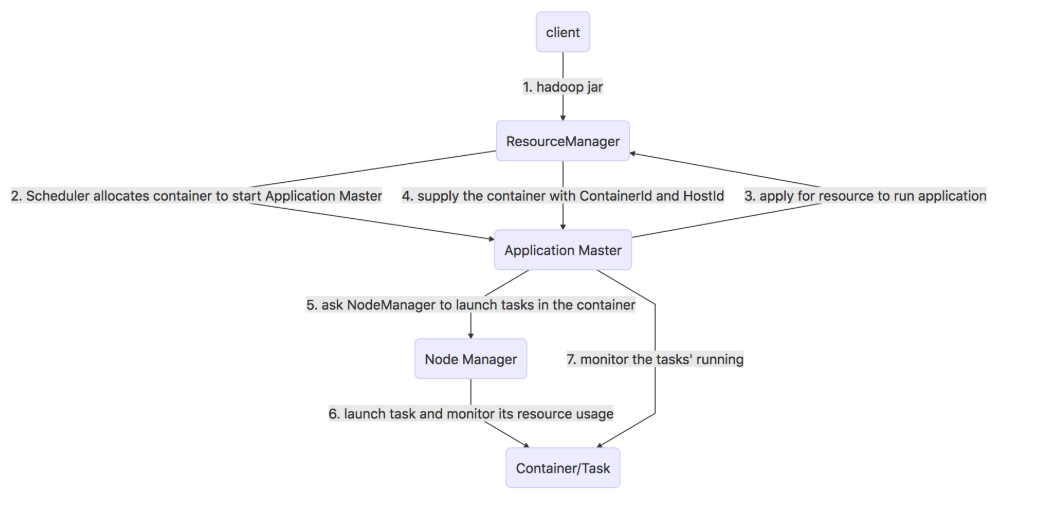 client
1. hadoop jar
ResourceManager
2. Scheduler allocates container to start Application Master
4. supply the container with ContainerId and HostId
3. apply for resource to run application
Application Master
5. ask NodeManager to launch tasks in the container
Node Manager
7. monitor the tasks' running
6. launch task and monitor its resource usage
Container/Task